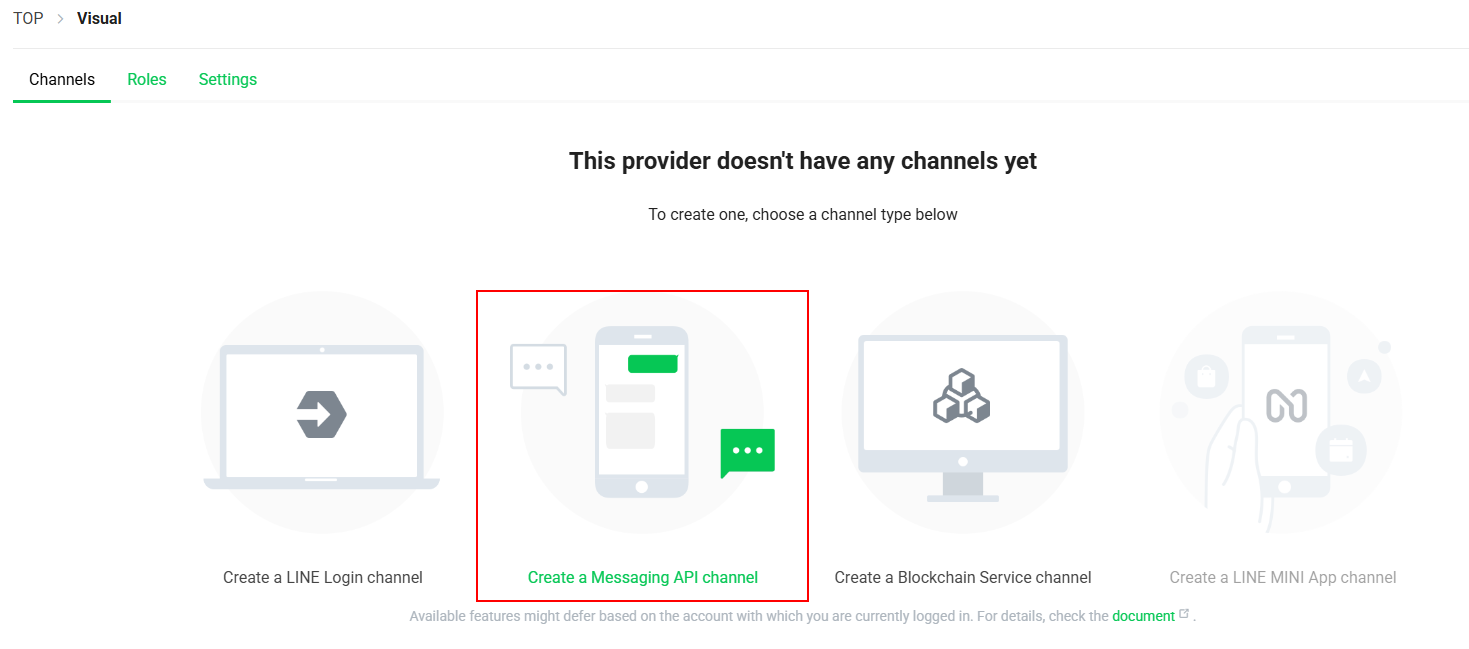 TOP > Visual
Channels Roles Settings
This provider doesn't have any channels yet
To create one, choose a channel type below
Create a LINE Login channel Create a Messaging API channel Create a Blockchain Service channel Create a LINE MINI App channel
Available features might defer based on the account with which you are currently logged in. For details, check the document .